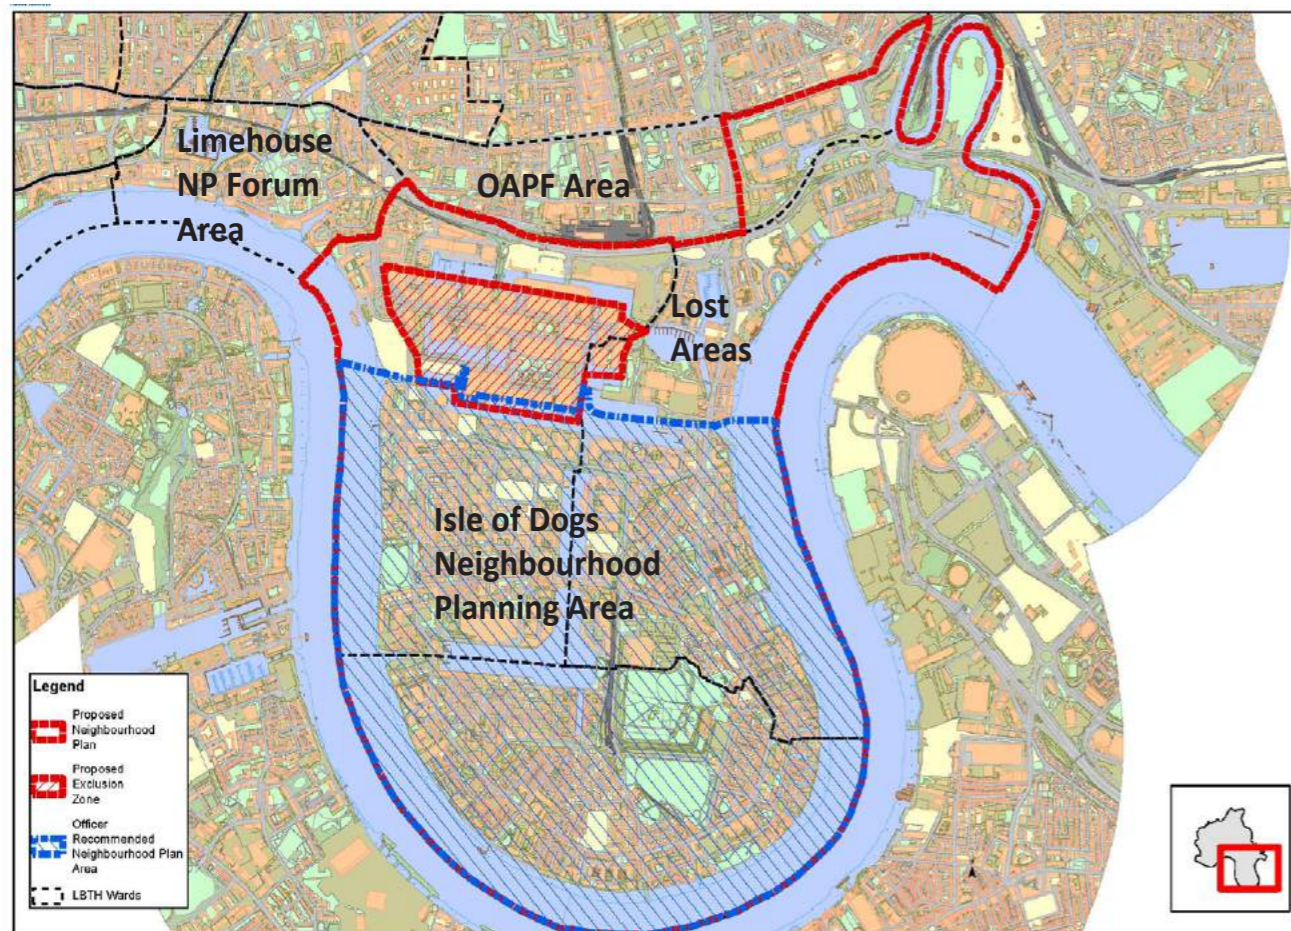 Limehouse
NP Forum
Area
OAPF Area
Lost
Areas
Isle of Dogs
Neighbourhood
Planning Area
Legend
Proposed
Neighbourhood
Plan
Proposed
Exclusion
Zone
Officer
Recommended
Neighbourhood Plan
Area
LBTH Wards